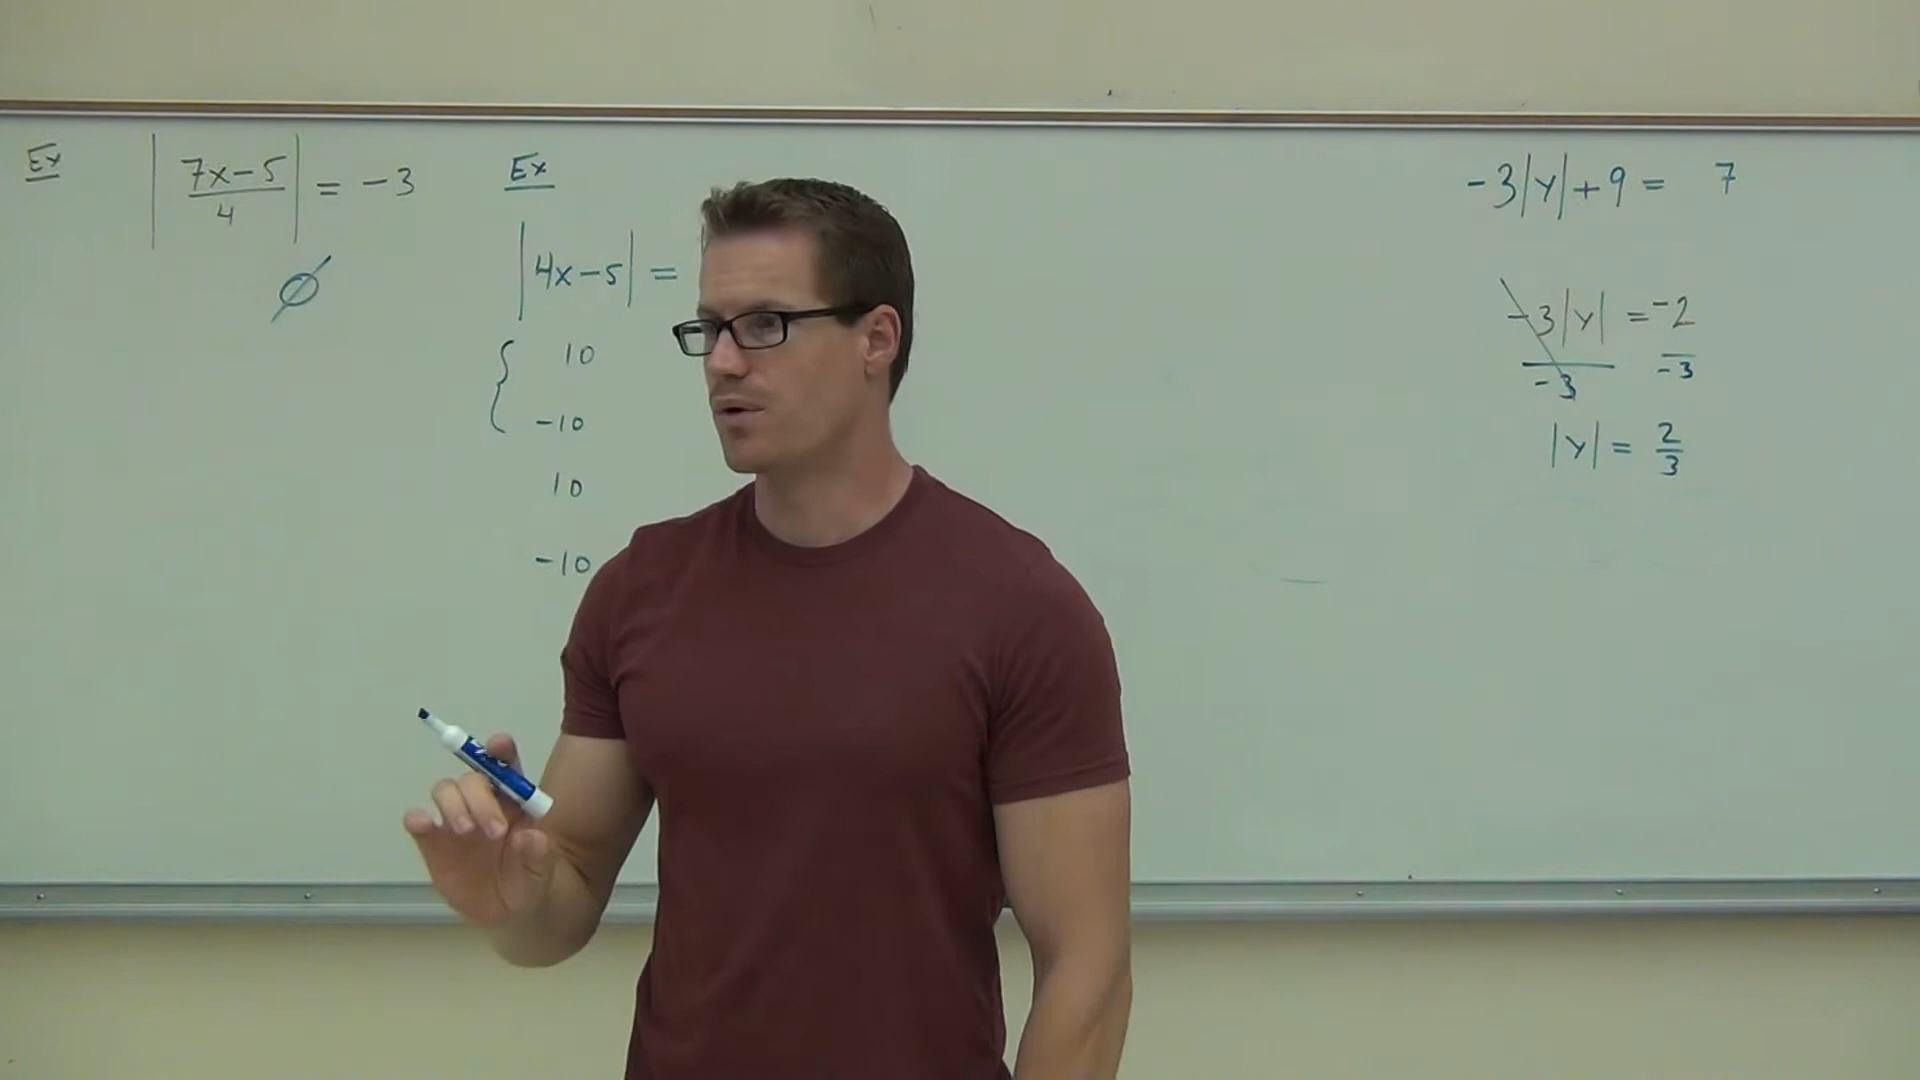 Ex
|7x-5/4| = -3
∅
Ex
|4x-5| = |
{ 10
-10
10
-10
-3|y|+9 = 7
-3|y| = -2
-3 -3
|y| = 2/3